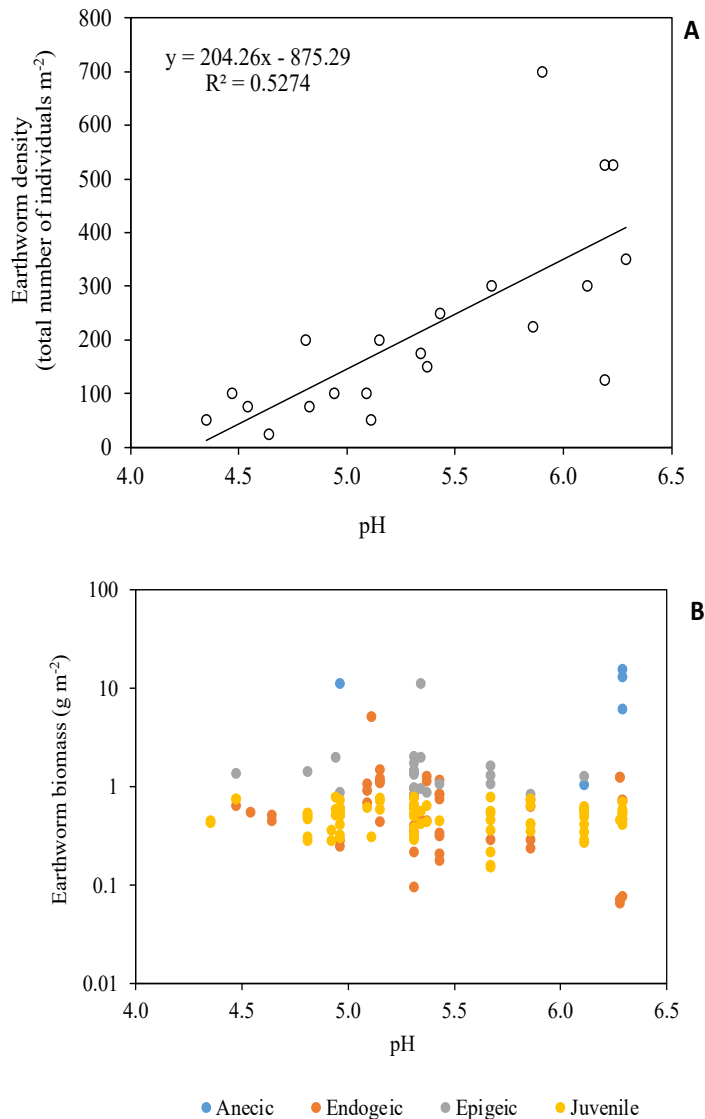 A
y = 204.26x - 875.29
R² = 0.5274
Earthworm density
(total number of individuals m⁻²)
800
700
600
500
400
300
200
100
0
4.0 4.5 5.0 5.5 6.0 6.5
pH
B
Earthworm biomass (g m⁻²)
100
10
1
0.1
0.01
4.0 4.5 5.0 5.5 6.0 6.5
pH
Anecic Endogeic Epigeic Juvenile